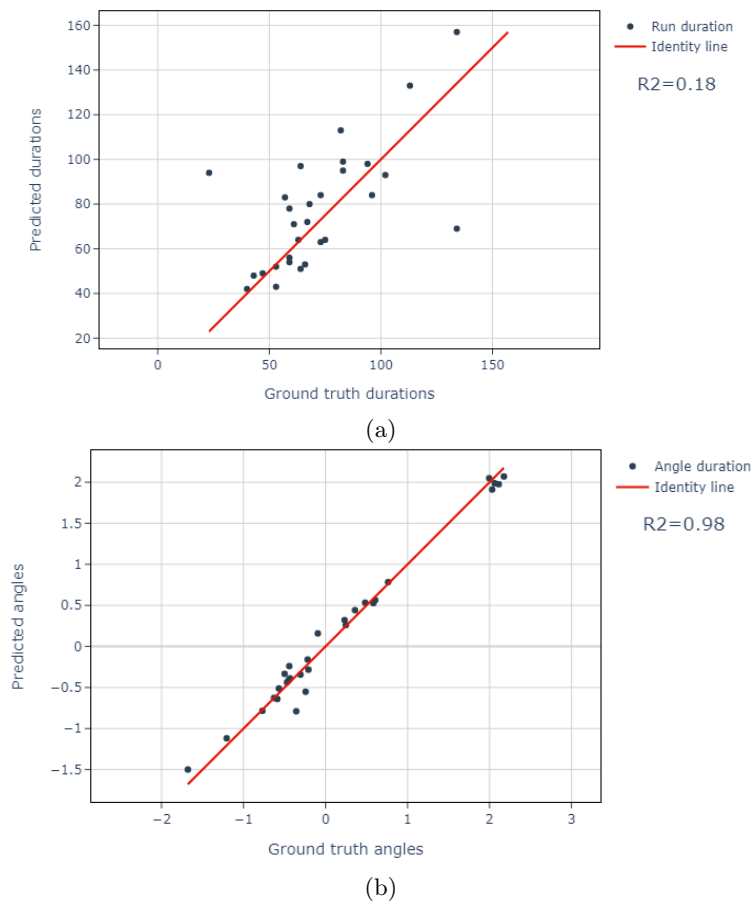 160
140
120
100
80
60
40
20
0
50
100
150
Predicted durations
Ground truth durations
Run duration
Identity line
R2=0.18
(a)
2
1.5
1
0.5
0
−0.5
−1
−1.5
−2
−1
0
1
2
3
Predicted angles
Ground truth angles
Angle duration
Identity line
R2=0.98
(b)